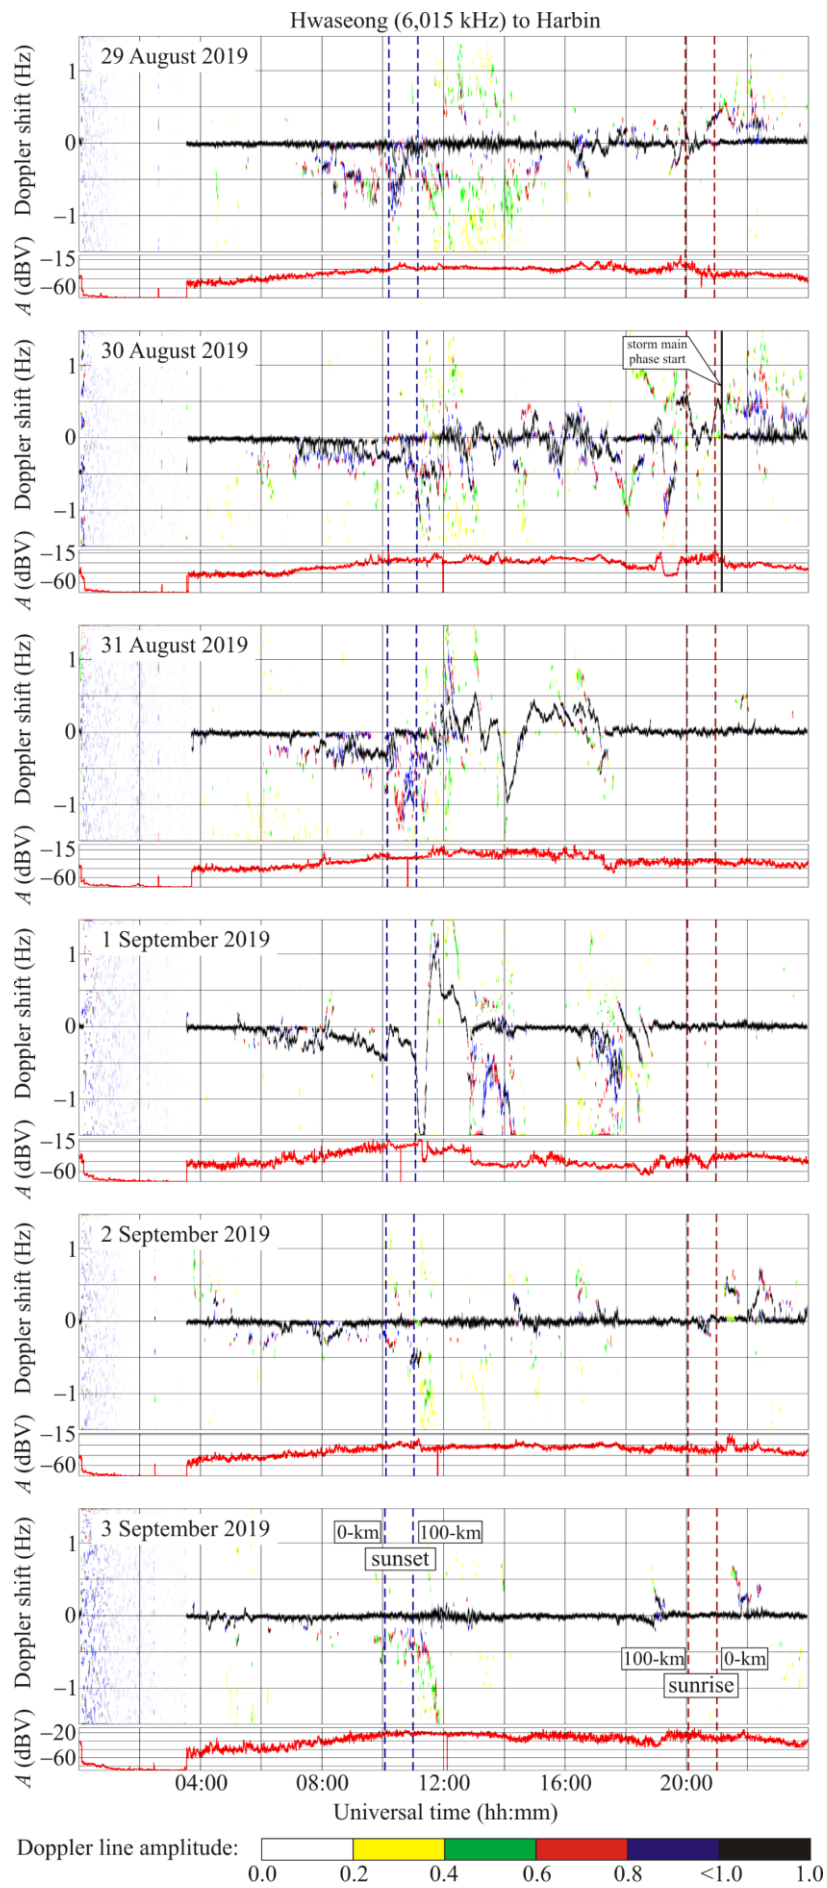 Hwaseong (6,015 kHz) to Harbin
29 August 2019
Doppler shift (Hz)
1
0
−1
A (dBV)
−15
−60
30 August 2019
storm main
phase start
Doppler shift (Hz)
1
0
−1
A (dBV)
−15
−60
31 August 2019
Doppler shift (Hz)
1
0
−1
A (dBV)
−15
−60
1 September 2019
Doppler shift (Hz)
1
0
−1
A (dBV)
−15
−60
2 September 2019
Doppler shift (Hz)
1
0
−1
A (dBV)
−15
−60
3 September 2019
0-km
100-km
sunset
Doppler shift (Hz)
1
0
−1
100-km
0-km
sunrise
A (dBV)
−20
−60
04:00 08:00 12:00 16:00 20:00
Universal time (hh:mm)
Doppler line amplitude:
0.0 0.2 0.4 0.6 0.8 <1.0 1.0